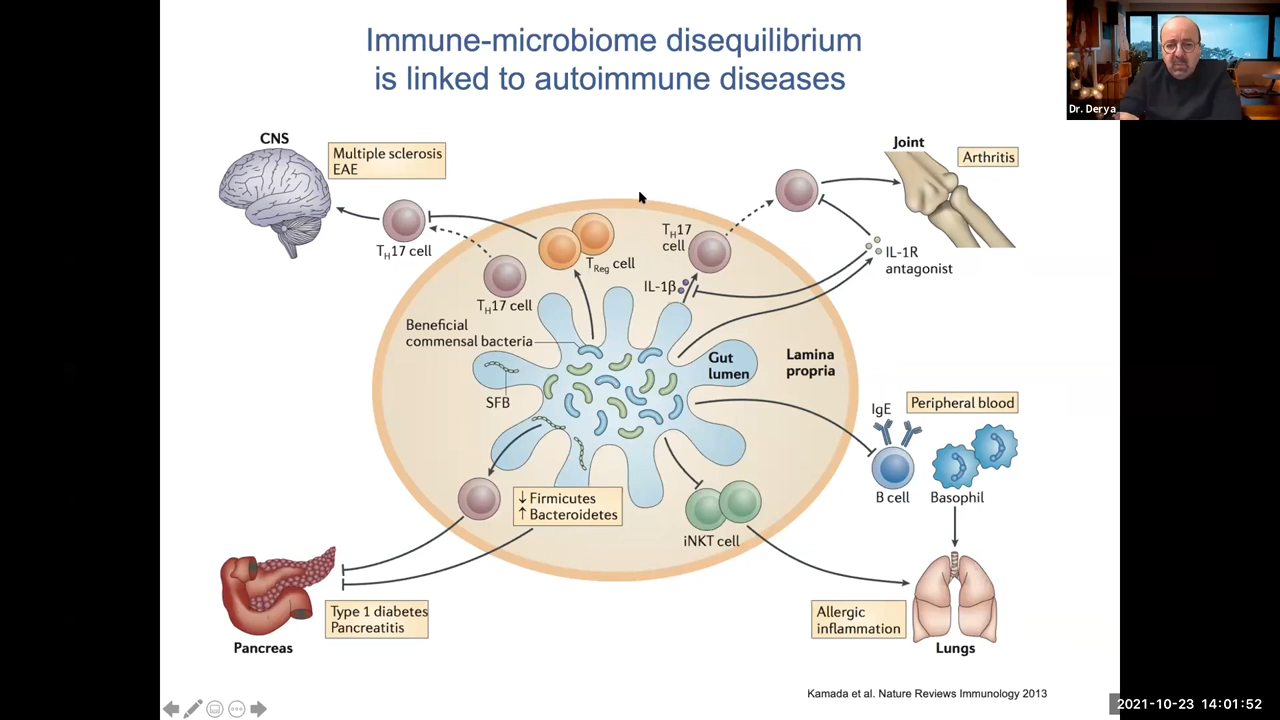 Immune-microbiome disequilibrium
is linked to autoimmune diseases
Dr. Derya
CNS
Multiple sclerosis
EAE
Joint
Arthritis
TH17 cell
TReg cell
TH17
cell
IL-1R
antagonist
IL-1β
TH17 cell
Beneficial
commensal bacteria
Gut
lumen
Lamina
propria
SFB
IgE
Peripheral blood
B cell
Basophil
↓ Firmicutes
↑ Bacteroidetes
iNKT cell
Type 1 diabetes
Pancreatitis
Pancreas
Allergic
inflammation
Lungs
Kamada et al. Nature Reviews Immunology 2013
2021-10-23 14:01:52